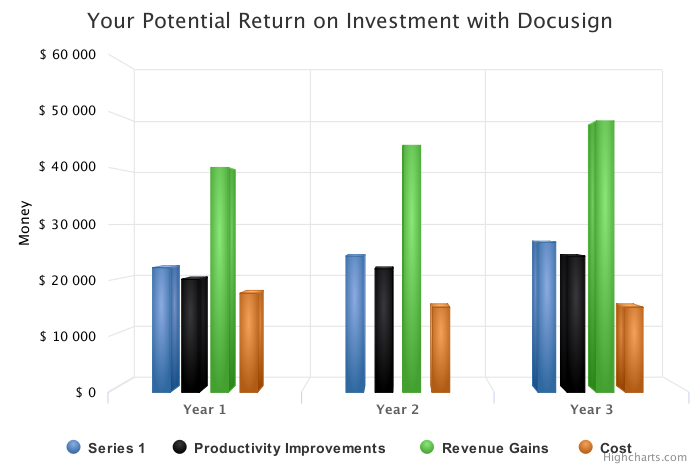 Your Potential Return on Investment with Docusign
$ 60 000
$ 50 000
$ 40 000
$ 30 000
$ 20 000
$ 10 000
$ 0
Money
Year 1 Year 2 Year 3
Series 1 Productivity Improvements Revenue Gains Cost
Highcharts.com